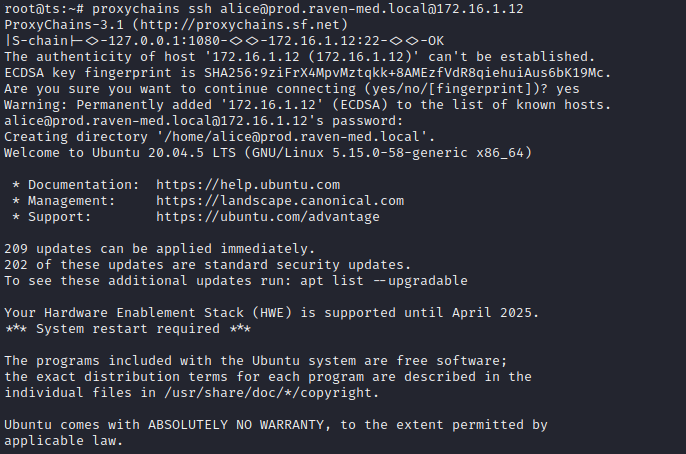 root@ts:~# proxychains ssh alice@prod.raven-med.local@172.16.1.12
ProxyChains-3.1 (http://proxychains.sf.net)
|S-chain|-<>-127.0.0.1:1080-<><>-172.16.1.12:22-<><>-OK
The authenticity of host '172.16.1.12 (172.16.1.12)' can't be established.
ECDSA key fingerprint is SHA256:9ziFrX4MpvMztqkk+8AMEzfVdR8qiehuiAus6bK19Mc.
Are you sure you want to continue connecting (yes/no/[fingerprint])? yes
Warning: Permanently added '172.16.1.12' (ECDSA) to the list of known hosts.
alice@prod.raven-med.local@172.16.1.12's password:
Creating directory '/home/alice@prod.raven-med.local'.
Welcome to Ubuntu 20.04.5 LTS (GNU/Linux 5.15.0-58-generic x86_64)

 * Documentation:  https://help.ubuntu.com
 * Management:     https://landscape.canonical.com
 * Support:        https://ubuntu.com/advantage

209 updates can be applied immediately.
202 of these updates are standard security updates.
To see these additional updates run: apt list --upgradable

Your Hardware Enablement Stack (HWE) is supported until April 2025.
*** System restart required ***

The programs included with the Ubuntu system are free software;
the exact distribution terms for each program are described in the
individual files in /usr/share/doc/*/copyright.

Ubuntu comes with ABSOLUTELY NO WARRANTY, to the extent permitted by
applicable law.